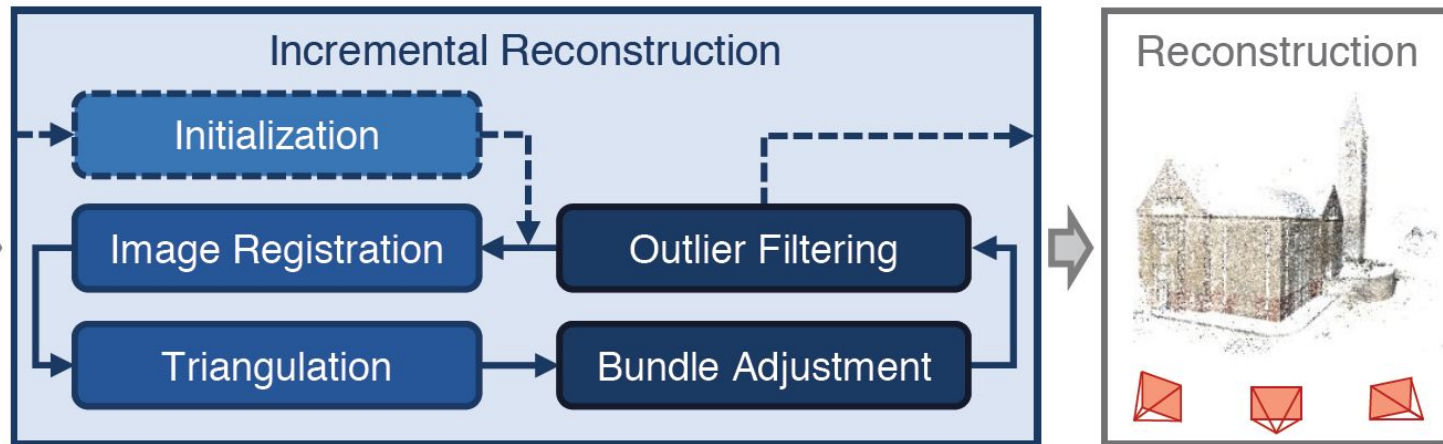 Incremental Reconstruction
Initialization
Image Registration
Outlier Filtering
Triangulation
Bundle Adjustment
Reconstruction